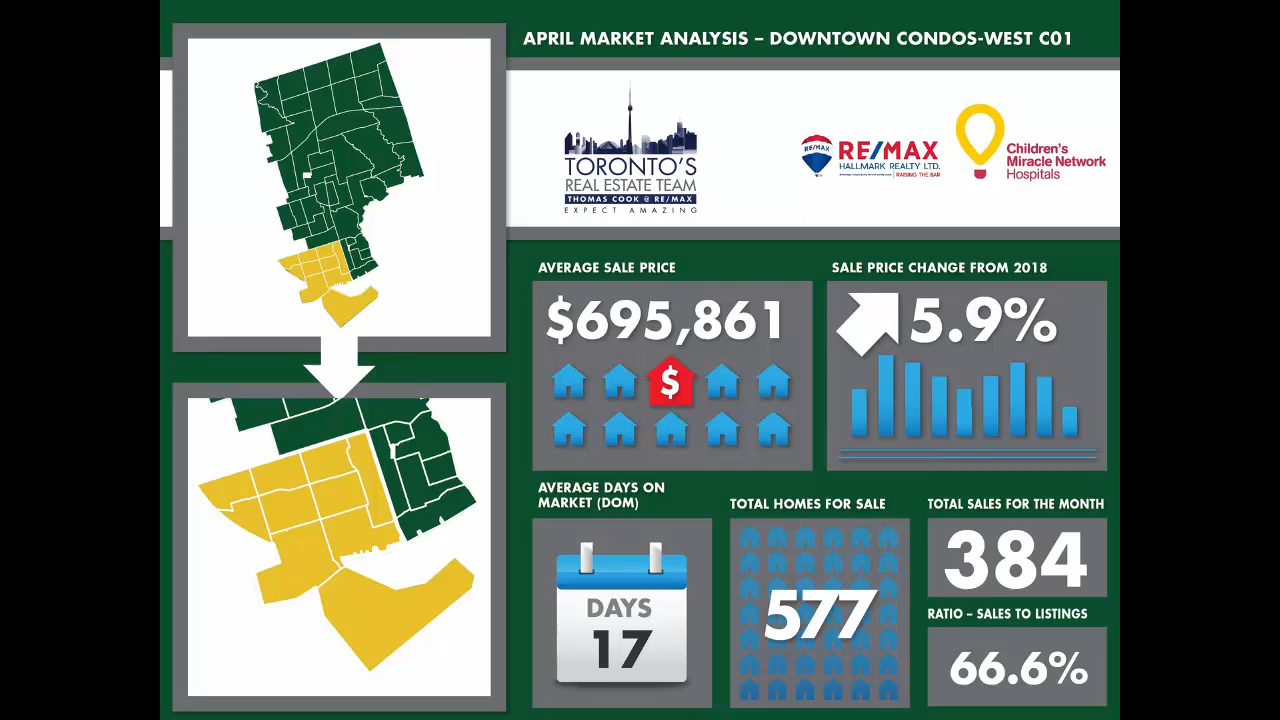 APRIL MARKET ANALYSIS – DOWNTOWN CONDOS-WEST C01
TORONTO'S
REAL ESTATE TEAM
THOMAS COOK @ RE/MAX
EXPECT AMAZING
RE/MAX
RE/MAX
HALLMARK REALTY LTD.
RAISING THE BAR
Children's
Miracle Network
Hospitals
AVERAGE SALE PRICE
$695,861
$
SALE PRICE CHANGE FROM 2018
5.9%
AVERAGE DAYS ON
MARKET (DOM)
DAYS
17
TOTAL HOMES FOR SALE
577
TOTAL SALES FOR THE MONTH
384
RATIO – SALES TO LISTINGS
66.6%